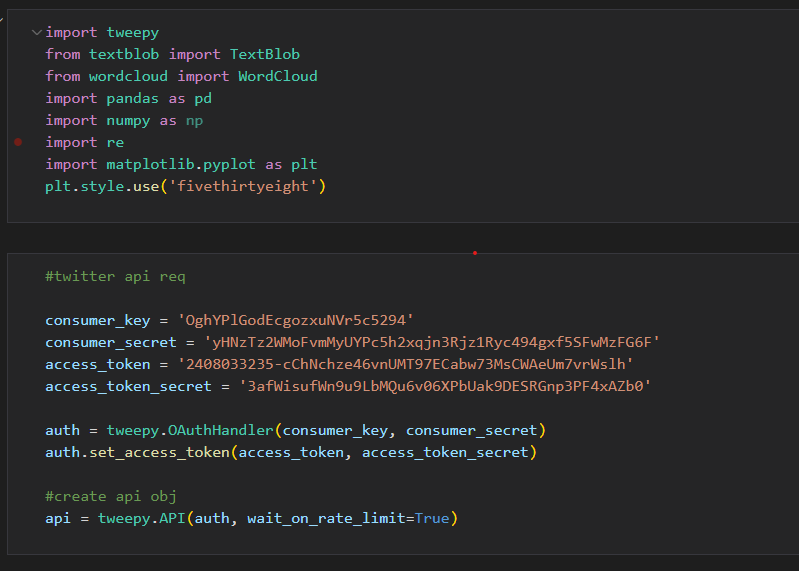 import tweepy
from textblob import TextBlob
from wordcloud import WordCloud
import pandas as pd
import numpy as np
import re
import matplotlib.pyplot as plt
plt.style.use('fivethirtyeight')
#twitter api req
consumer_key = 'OghYPlGodEcgozxuNVr5c5294'
consumer_secret = 'yHNzTz2WMoFvmMyUYPc5h2xqjn3Rjz1Ryc494gxf5SFwMzFG6F'
access_token = '2408033235-cChNchze46vnUMT97ECabw73MsCWAeUm7vrWslh'
access_token_secret = '3afWisufWn9u9LbMQu6v06XPbUak9DESRGnp3PF4xAZb0'
auth = tweepy.OAuthHandler(consumer_key, consumer_secret)
auth.set_access_token(access_token, access_token_secret)
#create api obj
api = tweepy.API(auth, wait_on_rate_limit=True)